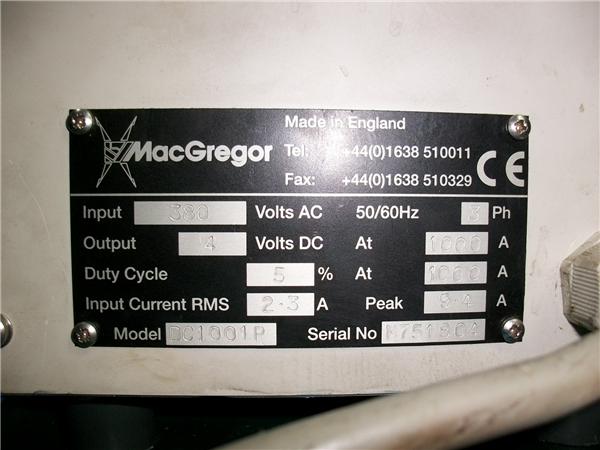 Made in England
MacGregor
Tel: +44(0)1638 510011
Fax: +44(0)1638 510329
CE
Input 380 Volts AC 50/60Hz 3 Ph
Output 4 Volts DC At 1000 A
Duty Cycle 5 % At 1000 A
Input Current RMS 2·3 A Peak 9·4 A
Model DC1001P Serial No M751804